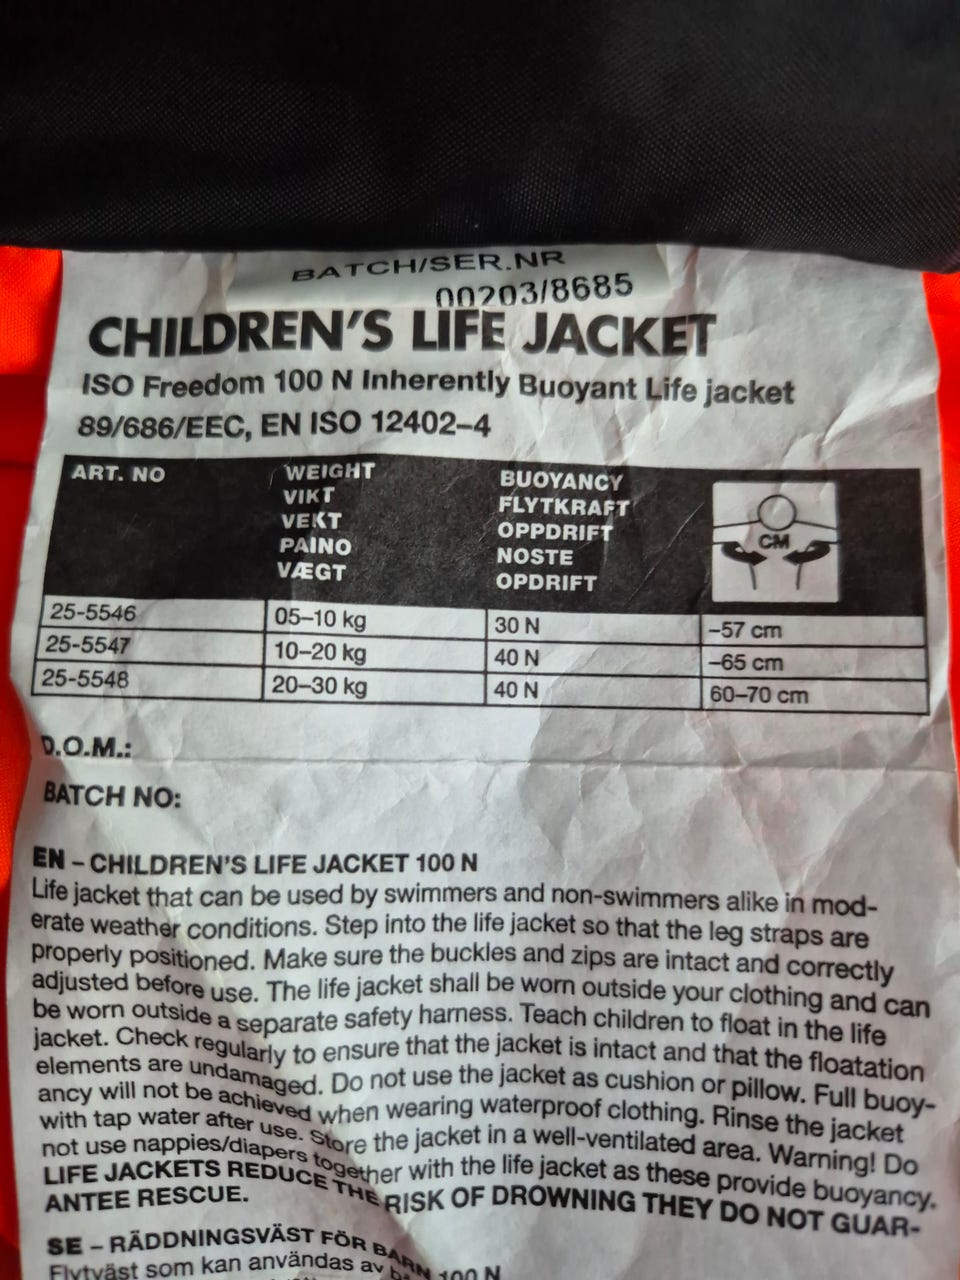 BATCH/SER.NR
00203/8685
CHILDREN'S LIFE JACKET
ISO Freedom 100 N Inherently Buoyant Life jacket
89/686/EEC, EN ISO 12402-4
ART. NO WEIGHT BUOYANCY
VIKT FLYTKRAFT
VEKT OPPDRIFT
PAINO NOSTE
VÆGT OPDRIFT
CM
25-5546 05–10 kg 30 N –57 cm
25-5547 10–20 kg 40 N –65 cm
25-5548 20–30 kg 40 N 60–70 cm
D.O.M.:
BATCH NO:
EN – CHILDREN'S LIFE JACKET 100 N
Life jacket that can be used by swimmers and non-swimmers alike in mod-
erate weather conditions. Step into the life jacket so that the leg straps are
properly positioned. Make sure the buckles and zips are intact and correctly
adjusted before use. The life jacket shall be worn outside your clothing and can
be worn outside a separate safety harness. Teach children to float in the life
jacket. Check regularly to ensure that the jacket is intact and that the floatation
elements are undamaged. Do not use the jacket as cushion or pillow. Full buoy-
ancy will not be achieved when wearing waterproof clothing. Rinse the jacket
with tap water after use. Store the jacket in a well-ventilated area. Warning! Do
not use nappies/diapers together with the life jacket as these provide buoyancy.
LIFE JACKETS REDUCE THE RISK OF DROWNING THEY DO NOT GUAR-
ANTEE RESCUE.
SE – RÄDDNINGSVÄST FÖR BARN 100 N
Flytväst som kan användas av